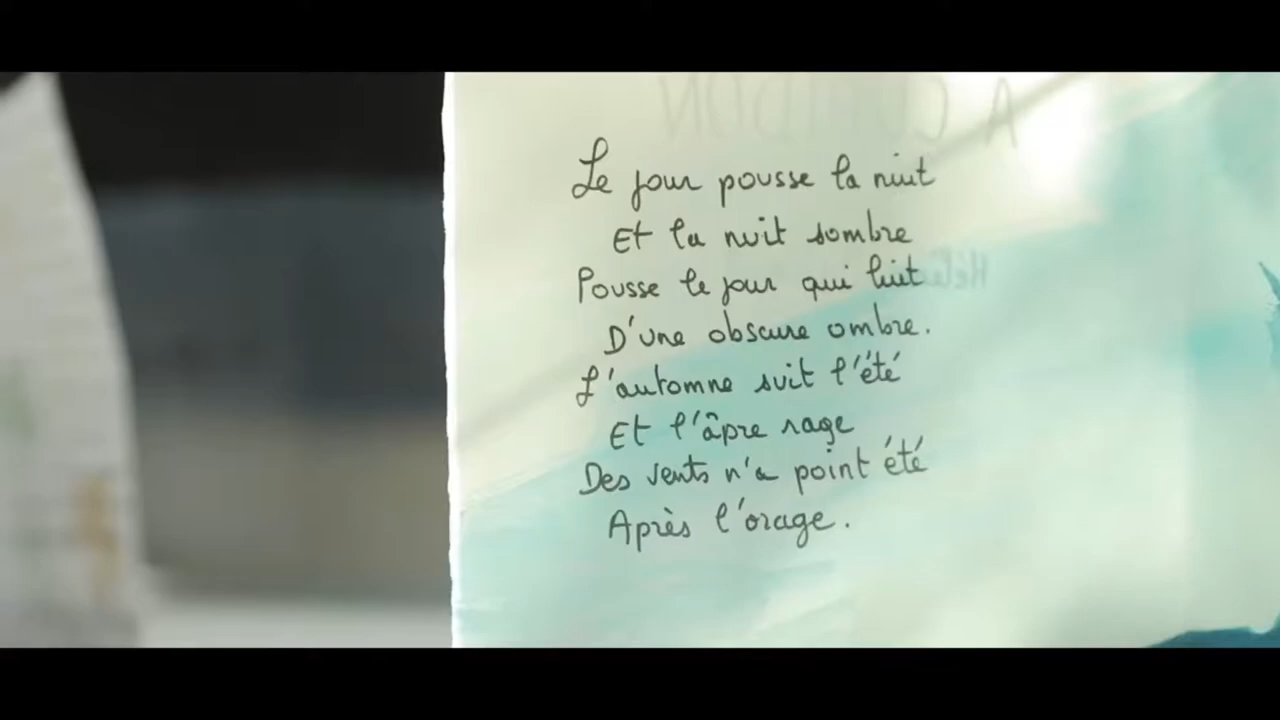 Le jour pousse la nuit
Et la nuit sombre
Pousse le jour qui luit
D'une obscure ombre.
L'automne suit l'été
Et l'âpre rage
Des vents n'a point été
Après l'orage.